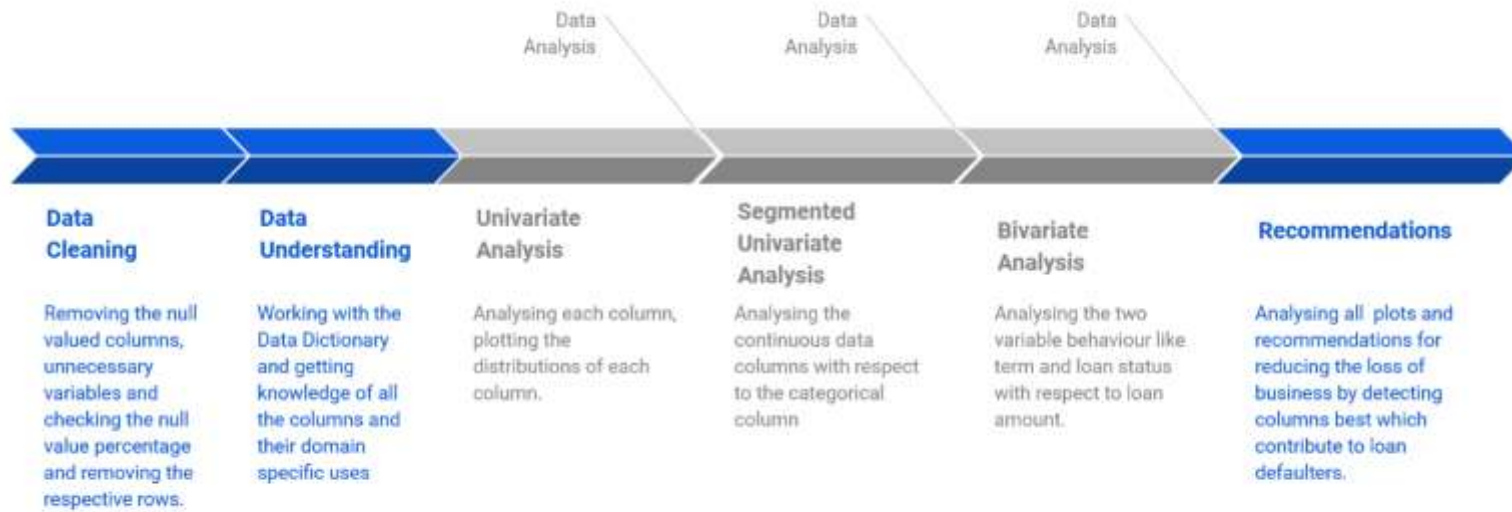 Data
Analysis
Data
Analysis
Data
Analysis
Data
Cleaning
Removing the null
valued columns,
unnecessary
variables and
checking the null
value percentage
and removing the
respective rows.
Data
Understanding
Working with the
Data Dictionary
and getting
knowledge of all
the columns and
their domain
specific uses
Univariate
Analysis
Analysing each column,
plotting the
distributions of each
column.
Segmented
Univariate
Analysis
Analysing the
continuous data
columns with respect
to the categorical
column
Bivariate
Analysis
Analysing the two
variable behaviour like
term and loan status
with respect to loan
amount.
Recommendations
Analysing all plots and
recommendations for
reducing the loss of
business by detecting
columns best which
contribute to loan
defaulters.